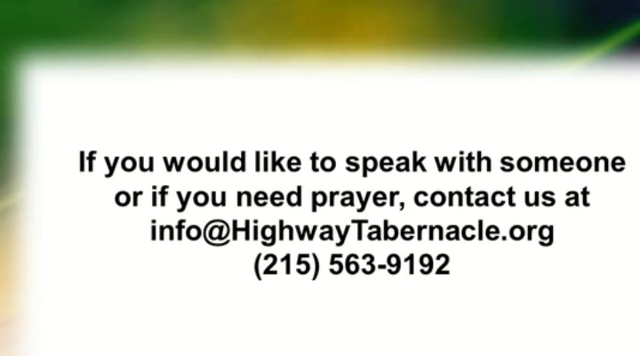 If you would like to speak with someone
or if you need prayer, contact us at
info@HighwayTabernacle.org
(215) 563-9192